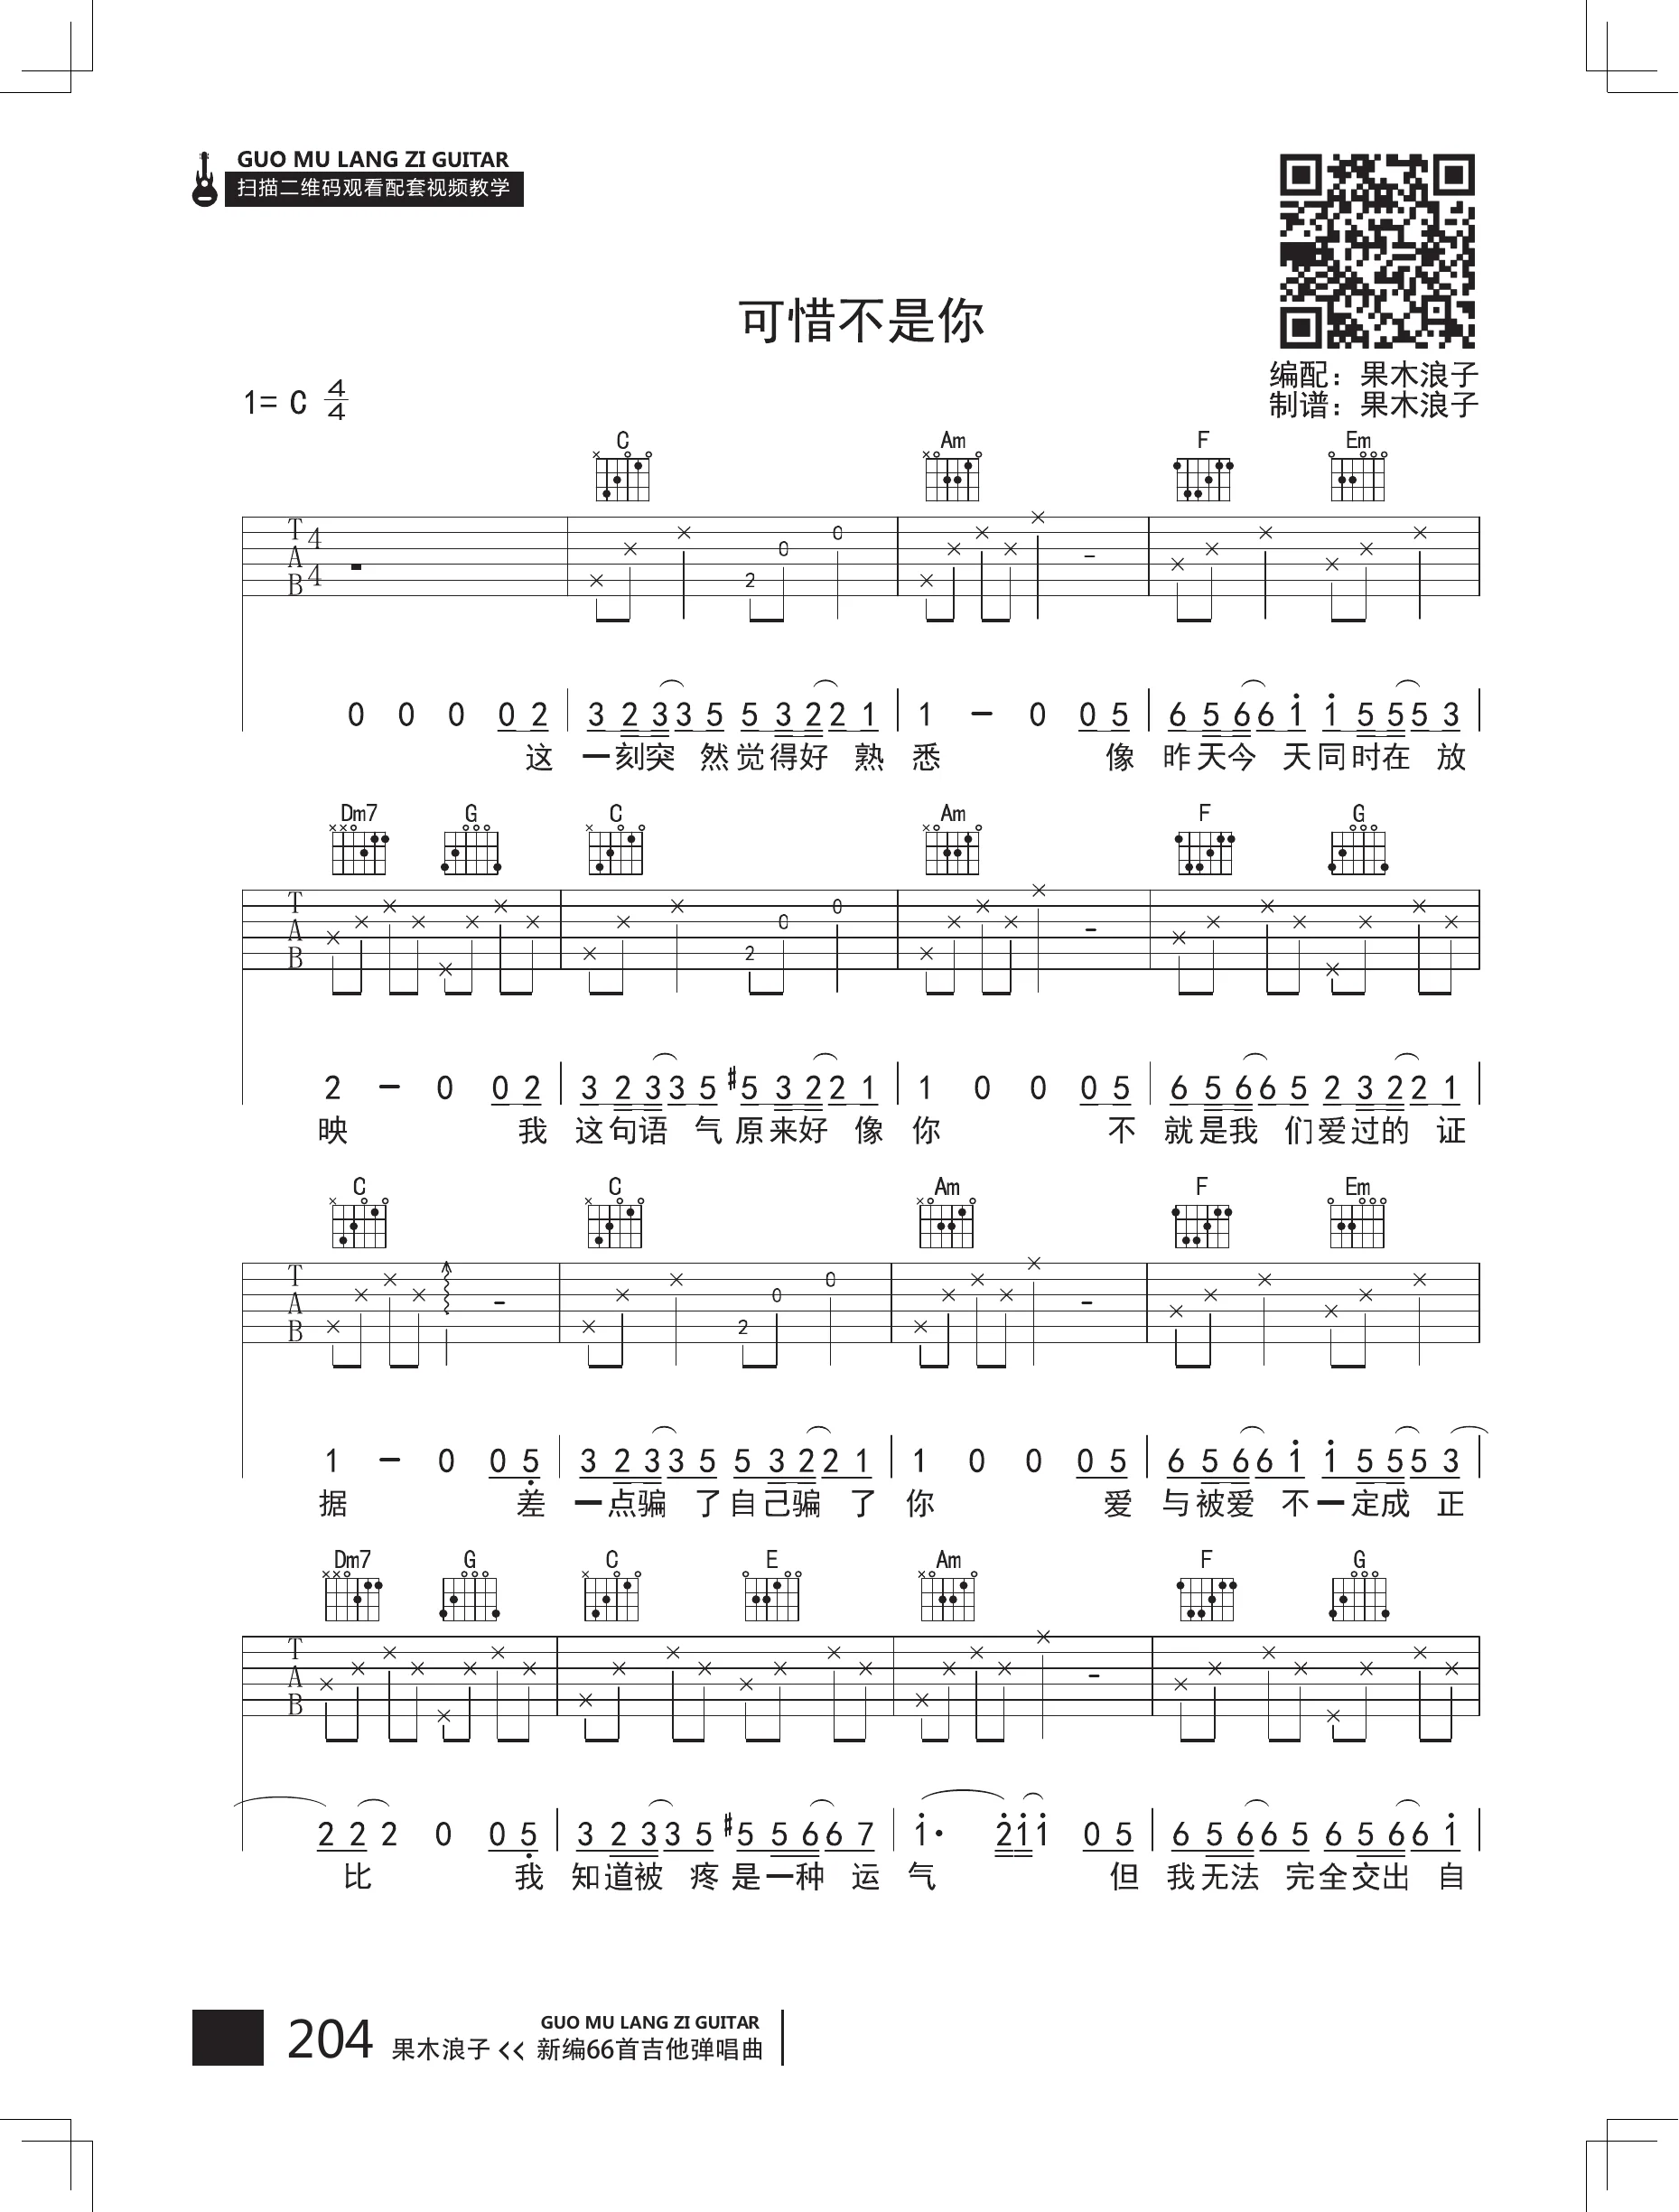 GUO MU LANG ZI GUITAR
扫描二维码观看配套视频教学
可惜不是你
1= C 4/4
编配：果木浪子
制谱：果木浪子
C Am F Em
T A B 4 4 2 0 0
0 0 0 0 2 3 2 3 3 5 5 3 2 2 1 1 — 0 0 5 6 5 6 6 1 1 5 5 5 3
这 一刻突 然觉得好 熟 悉 像 昨天今 天同时在 放
Dm7 G C Am F G
T A B 2 0 0
2 — 0 0 2 3 2 3 3 5 #5 3 2 2 1 1 0 0 0 5 6 5 6 6 5 2 3 2 2 1
映 我 这句语 气原来好 像 你 不 就是我 们爱过的 证
C C Am F Em
T A B 2 0 0
1 — 0 0 5 3 2 3 3 5 5 3 2 2 1 1 0 0 0 5 6 5 6 6 1 1 5 5 5 3
据 差 一点骗 了自己骗 了 你 爱 与被爱 不一定成 正
Dm7 G C E Am F G
T A B
2 2 2 0 0 5 3 2 3 3 5 #5 5 6 6 7 1· 2 1 1 0 5 6 5 6 6 5 6 5 6 6 1
比 我 知道被 疼是一种 运 气 但 我无法 完全交出 自
GUO MU LANG ZI GUITAR
204 果木浪子 << 新编66首吉他弹唱曲